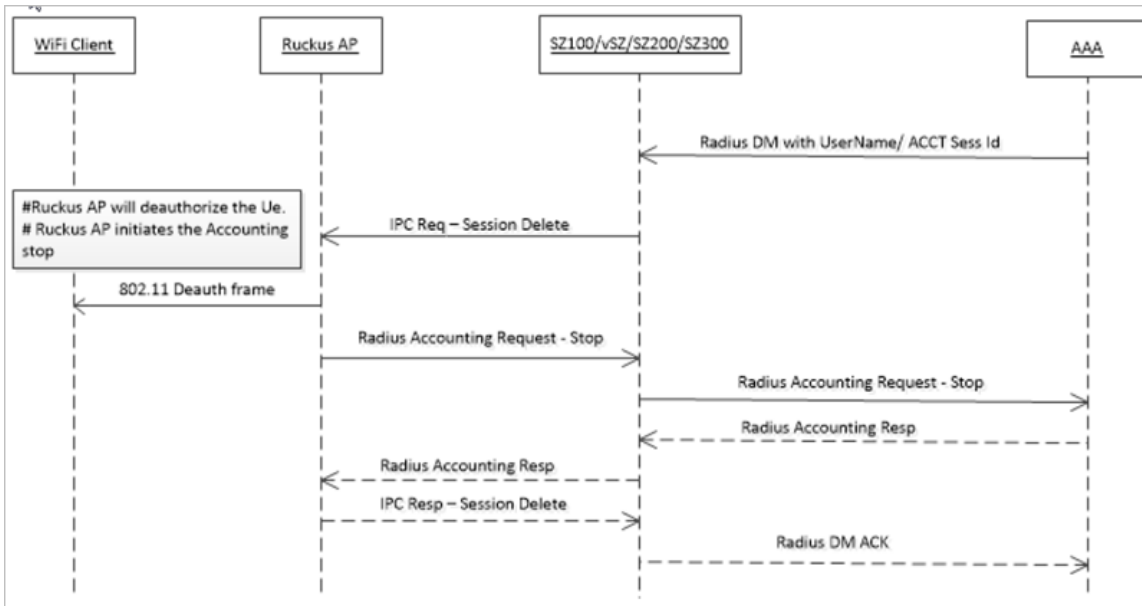 WiFi Client
Ruckus AP
SZ100/vSZ/SZ200/SZ300
AAA
Radius DM with UserName/ ACCT Sess Id
#Ruckus AP will deauthorize the Ue.
# Ruckus AP initiates the Accounting
stop
IPC Req – Session Delete
802.11 Deauth frame
Radius Accounting Request - Stop
Radius Accounting Request - Stop
Radius Accounting Resp
Radius Accounting Resp
IPC Resp – Session Delete
Radius DM ACK